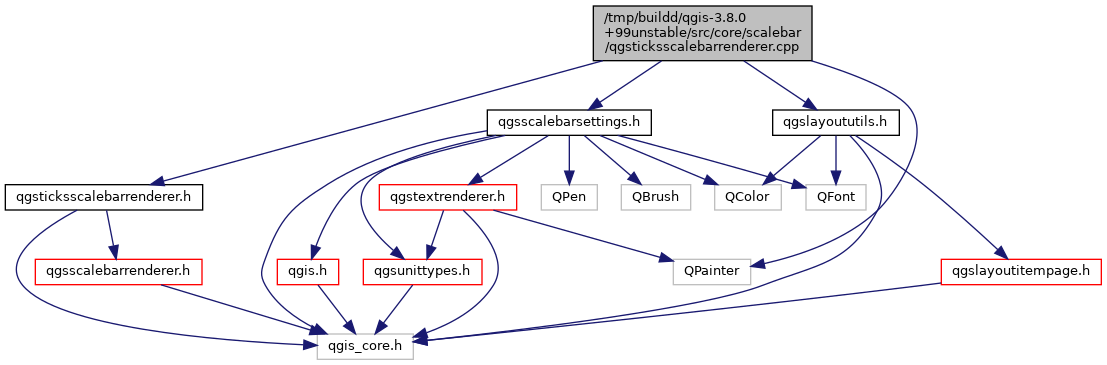 /tmp/buildd/qgis-3.8.0
+99unstable/src/core/scalebar
/qgsticksscalebarrenderer.cpp
qgsscalebarsettings.h
qgslayoututils.h
qgsticksscalebarrenderer.h
qgstextrenderer.h
QPen
QBrush
QColor
QFont
qgsscalebarrenderer.h
qgis.h
qgsunittypes.h
QPainter
qgslayoutitempage.h
qgis_core.h